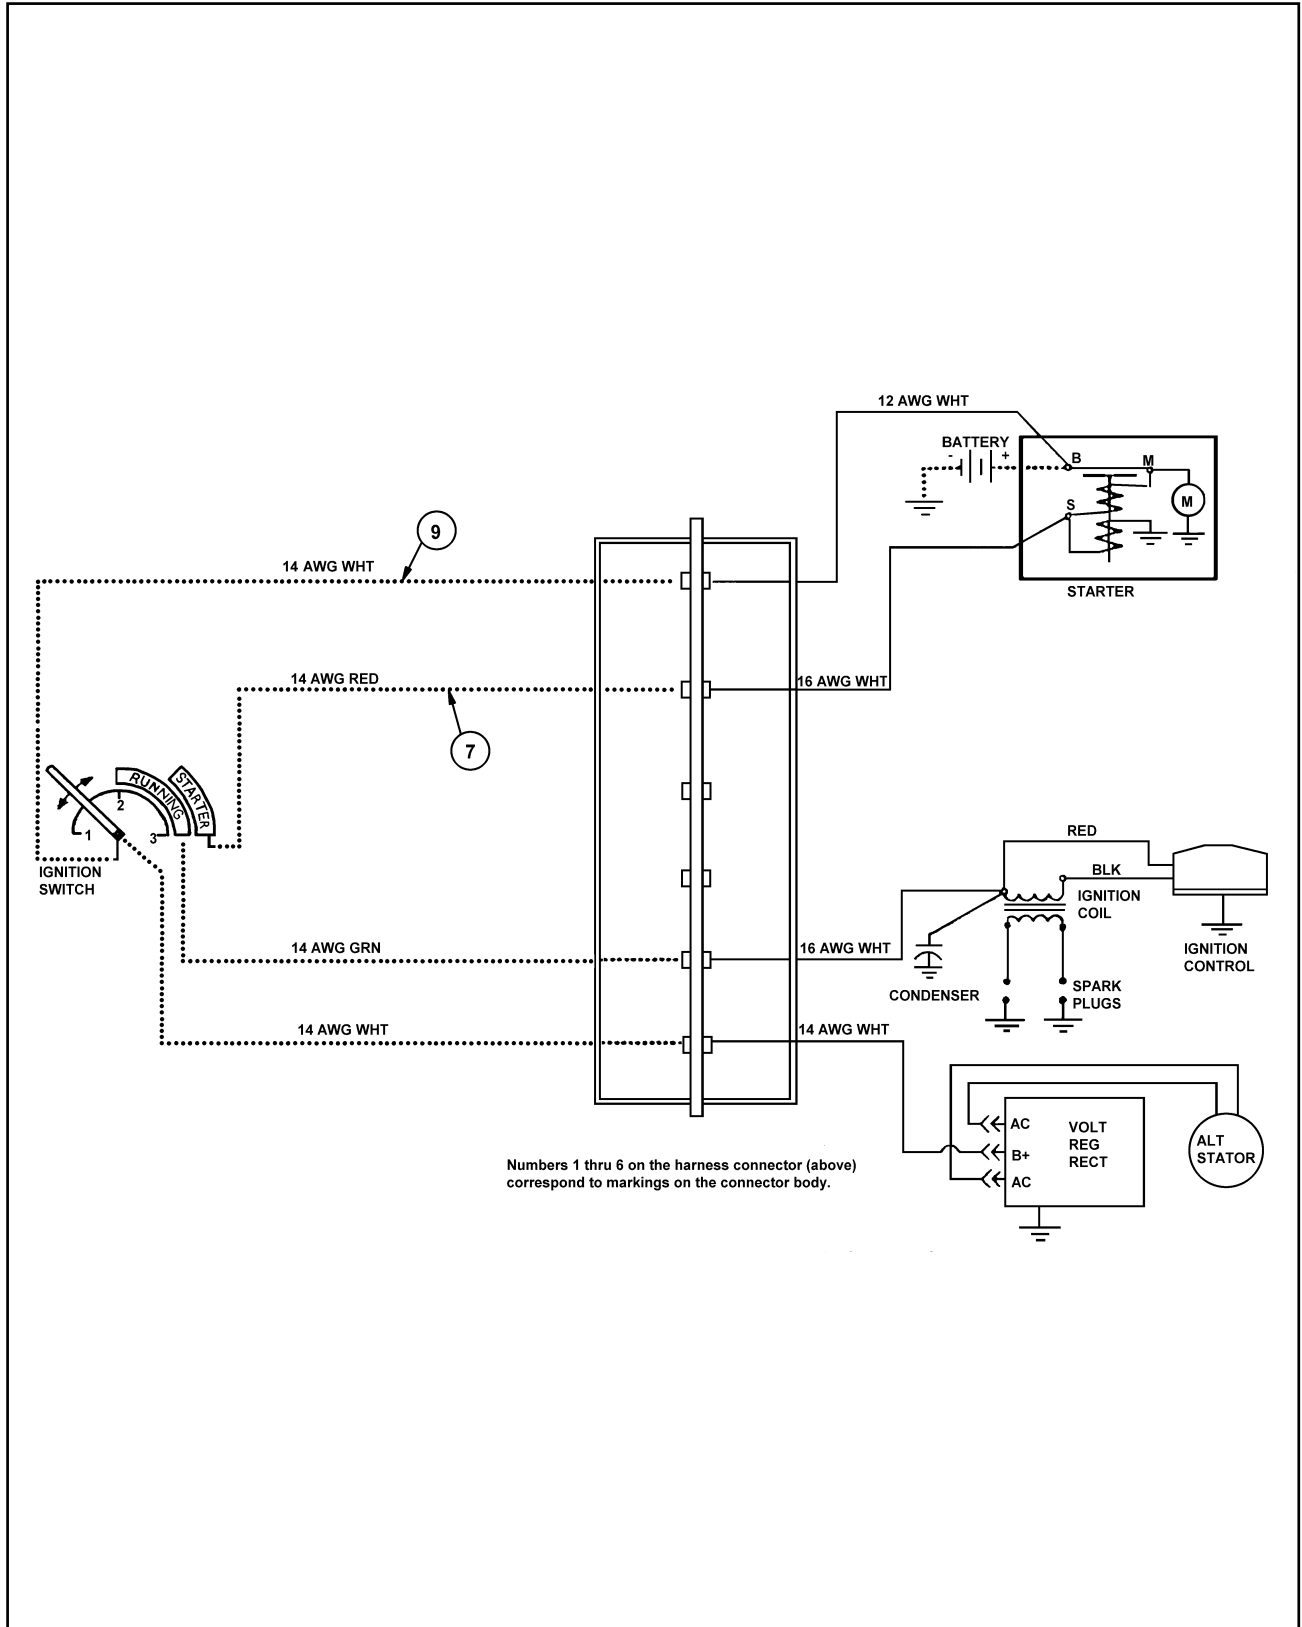 12 AWG WHT
BATTERY
- +
B
M
S
M
STARTER
9
14 AWG WHT
14 AWG RED
16 AWG WHT
7
RUNNING
STARTER
1
2
3
IGNITION
SWITCH
RED
BLK
IGNITION
COIL
IGNITION
CONTROL
14 AWG GRN
16 AWG WHT
CONDENSER
SPARK
PLUGS
14 AWG WHT
14 AWG WHT
AC
B+
AC
VOLT
REG
RECT
ALT
STATOR
Numbers 1 thru 6 on the harness connector (above)
correspond to markings on the connector body.